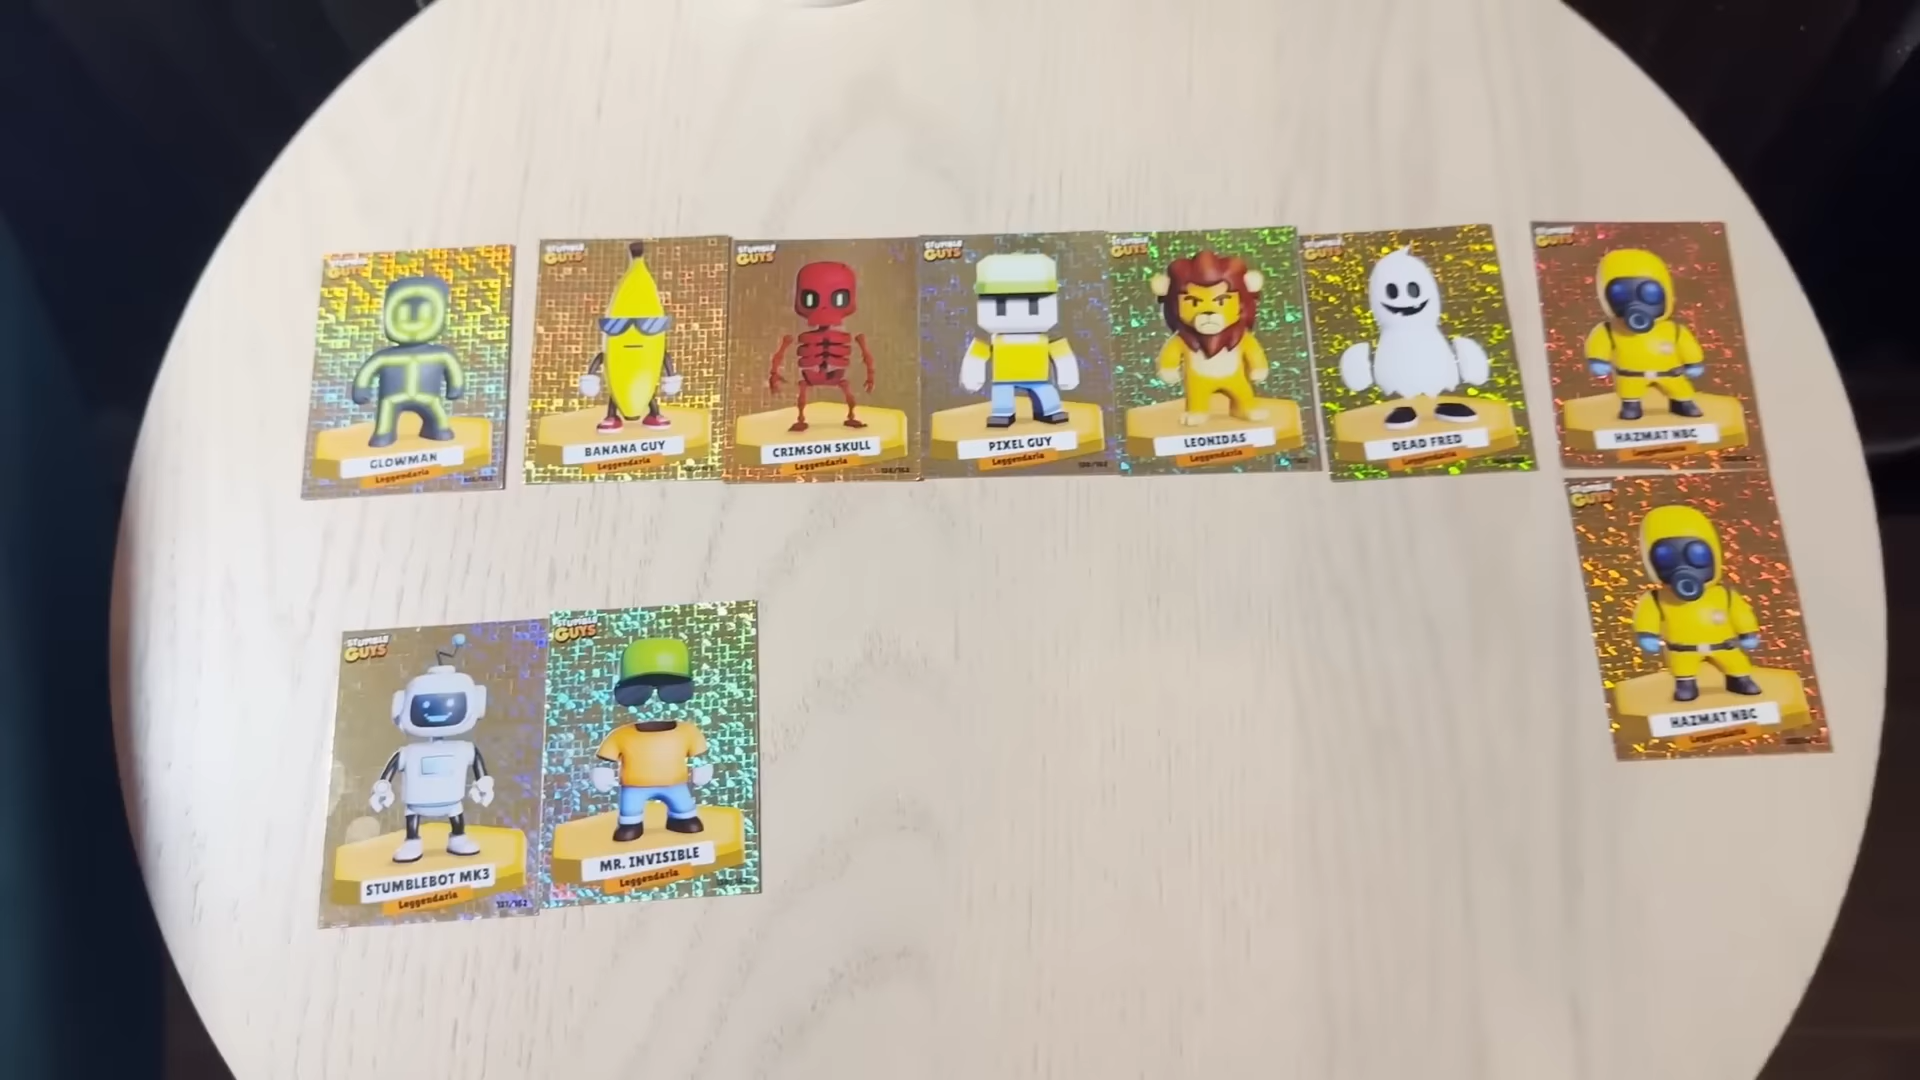 STUMBLE
GUYS
GLOWMAN
Leggendaria
STUMBLE
GUYS
BANANA GUY
Leggendaria
STUMBLE
GUYS
CRIMSON SKULL
Leggendaria
STUMBLE
GUYS
PIXEL GUY
Leggendaria
STUMBLE
GUYS
LEONIDAS
Leggendaria
STUMBLE
GUYS
DEAD FRED
Leggendaria
STUMBLE
GUYS
HAZMAT NBC
Leggendaria
STUMBLE
GUYS
HAZMAT NBC
Leggendaria
STUMBLE
GUYS
STUMBLEBOT MK3
Leggendaria
137/162
STUMBLE
GUYS
MR. INVISIBLE
Leggendaria